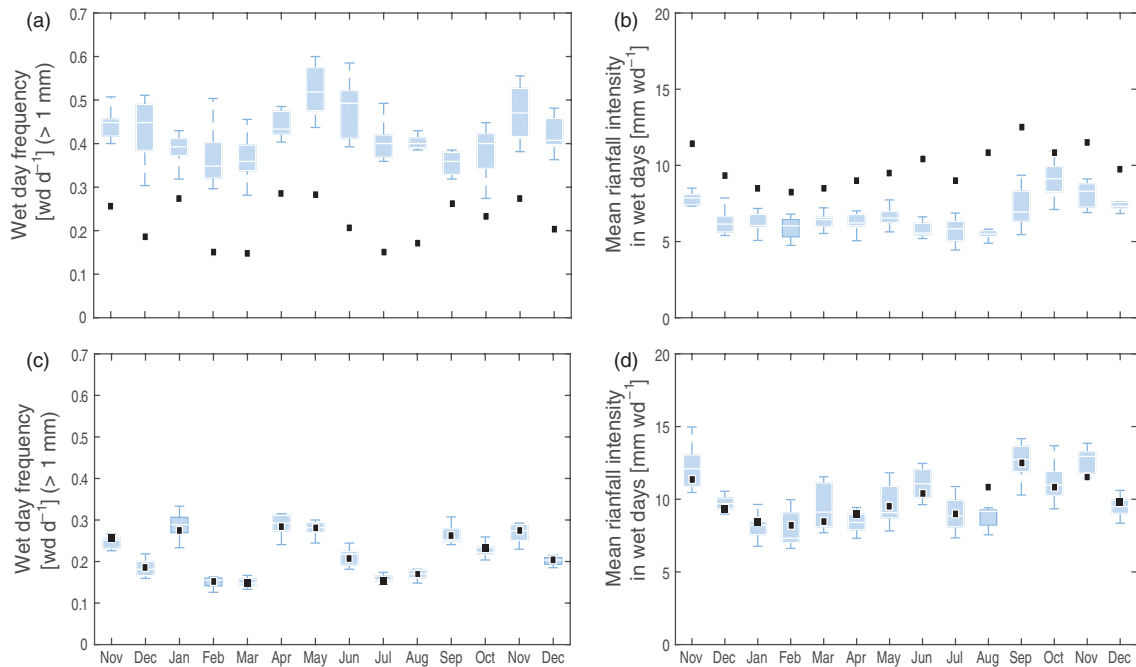 (a)
Wet day frequency
[wd d⁻¹] (> 1 mm)
0.7
0.6
0.5
0.4
0.3
0.2
0.1
0
(b)
Mean rianfall intensity
in wet days [mm wd⁻¹]
20
15
10
5
0
(c)
Wet day frequency
[wd d⁻¹] (> 1 mm)
0.7
0.6
0.5
0.4
0.3
0.2
0.1
0
Nov Dec Jan Feb Mar Apr May Jun Jul Aug Sep Oct Nov Dec
(d)
Mean rianfall intensity
in wet days [mm wd⁻¹]
20
15
10
5
0
Nov Dec Jan Feb Mar Apr May Jun Jul Aug Sep Oct Nov Dec